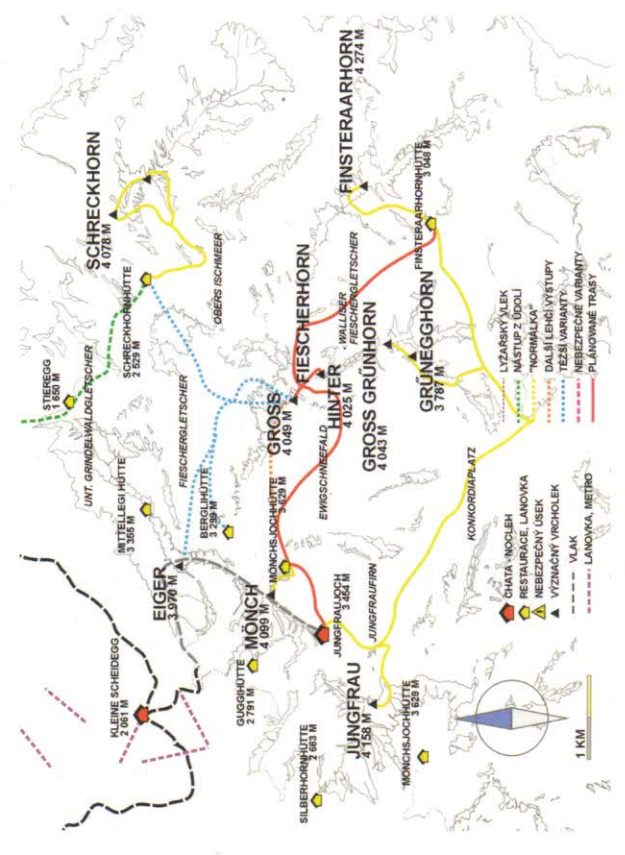 STIEREGG
1 650 M
UNT. GRINDELWALDGLETSCHER
SCHRECKHORN
4 078 M
KLEINE SCHEIDEGG
2 061 M
MITTELLEGI HÜTTE
3 355 M
SCHRECKHORNHÜTTE
2 529 M
EIGER
3 970 M
FIESCHERGLETSCHER
OBERS ISCHMEER
BERGLIHÜTTE
3 299 M
GUGGIHÜTTE
2 791 M
MÖNCH
4 099 M
MÖNCHSJOCHHÜTTE
3 629 M
GROSS
4 049 M
FIESCHERHORN
HINTER
4 025 M
SILBERHORNHÜTTE
2 663 M
EWIGSCHNEEFALD
WALLISER
FIESCHERGLETSCHER
FINSTERAARHORN
4 274 M
JUNGFRAUJOCH
3 454 M
JUNGFRAU
4 158 M
JUNGFRAUFIRN
GROSS GRÜNHORN
4 043 M
MÖNCHSJOCHHÜTTE
3 629 M
GRÜNEGGHORN
3 787 M
FINSTERAARHORNHÜTTE
3 048 M
KONKORDIAPLATZ
1 KM
CHATA - NOCLEH
RESTAURACE, LANOVKA
NEBEZPEČNÝ ÚSEK
VÝZNAČNÝ VRCHOLEK
VLAK
LANOVKA, METRO
LYŽAŘSKÝ VLEK
NÁSTUP Z ÚDOLÍ
"NORMÁLKA"
DALŠÍ LEHČÍ VÝSTUPY
TĚŽŠÍ VARIANTY
NEBEZPEČNÉ VARIANTY
PLÁNOVANÉ TRASY